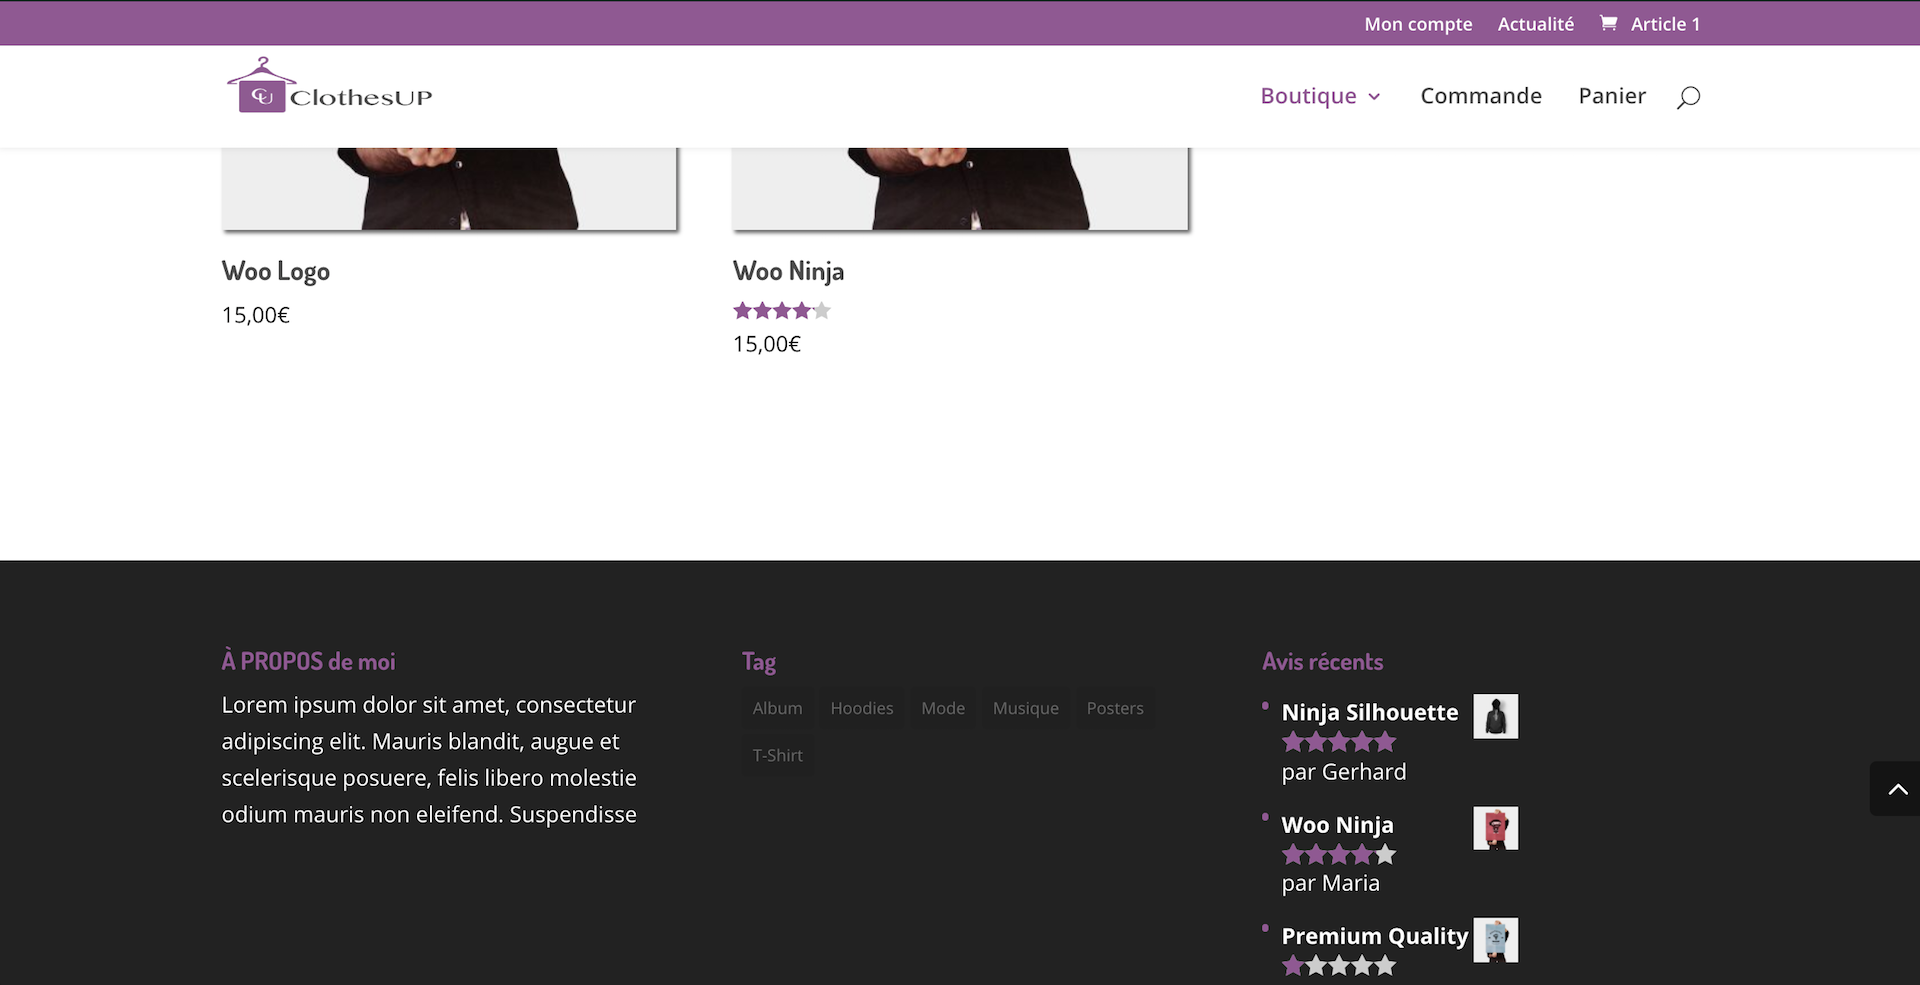 Mon compte Actualité Article 1
CU ClothesUP
Boutique Commande Panier
Woo Logo
15,00€
Woo Ninja
15,00€
À PROPOS de moi
Lorem ipsum dolor sit amet, consectetur
adipiscing elit. Mauris blandit, augue et
scelerisque posuere, felis libero molestie
odium mauris non eleifend. Suspendisse
Tag
Album Hoodies Mode Musique Posters
T-Shirt
Avis récents
Ninja Silhouette
par Gerhard
Woo Ninja
par Maria
Premium Quality